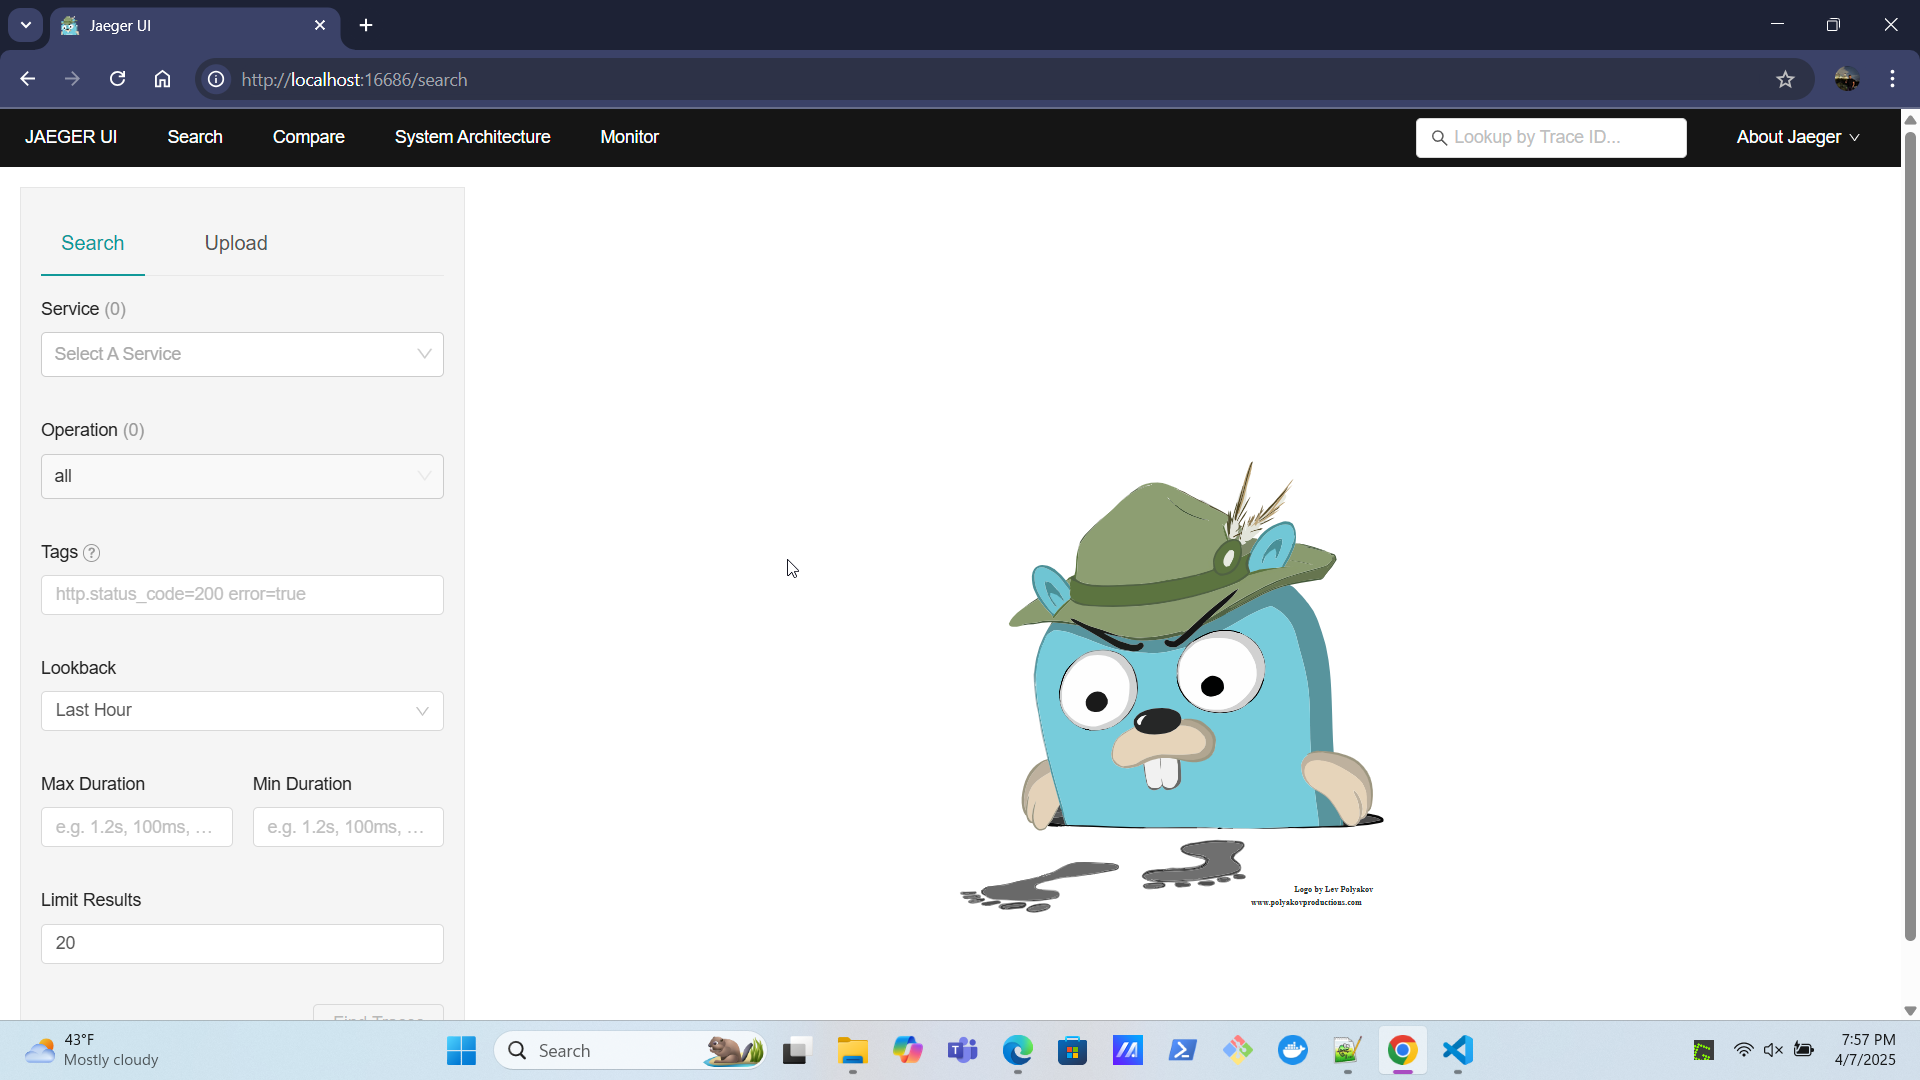 Jaeger UI
http://localhost:16686/search
JAEGER UI
Search
Compare
System Architecture
Monitor
Lookup by Trace ID...
About Jaeger
Search
Upload
Service (0)
Select A Service
Operation (0)
all
Tags
http.status_code=200 error=true
Lookback
Last Hour
Max Duration
Min Duration
e.g. 1.2s, 100ms, ...
e.g. 1.2s, 100ms, ...
Limit Results
20
Find Traces
Logo by Lev Polyakov
www.polyakovproductions.com
43°F
Mostly cloudy
Search
7:57 PM
4/7/2025